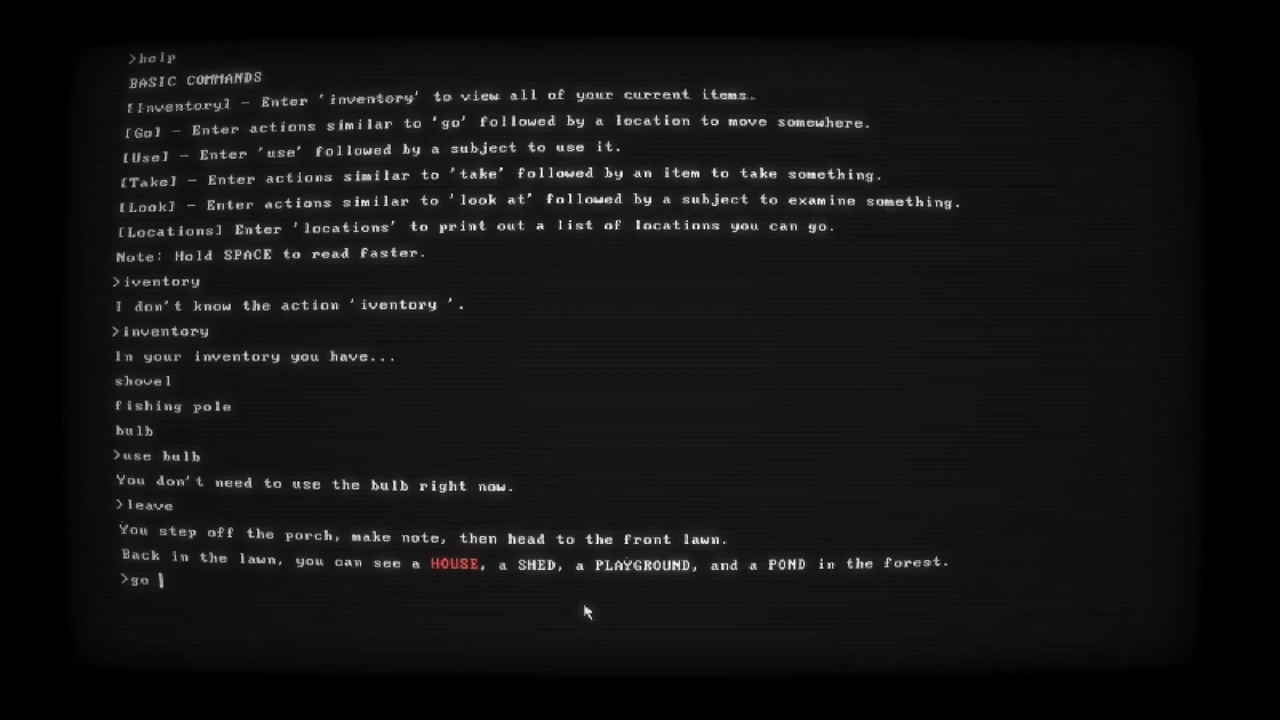 >help
BASIC COMMANDS
[Inventory] - Enter 'inventory' to view all of your current items.
[Go] - Enter actions similar to 'go' followed by a location to move somewhere.
[Use] - Enter 'use' followed by a subject to use it.
[Take] - Enter actions similar to 'take' followed by an item to take something.
[Look] - Enter actions similar to 'look at' followed by a subject to examine something.
[Locations] Enter 'locations' to print out a list of locations you can go.
Note: Hold SPACE to read faster.
>iventory
I don't know the action 'iventory '.
>inventory
In your inventory you have...
shovel
fishing pole
bulb
>use bulb
You don't need to use the bulb right now.
>leave
You step off the porch, make note, then head to the front lawn.
Back in the lawn, you can see a HOUSE, a SHED, a PLAYGROUND, and a POND in the forest.
>go